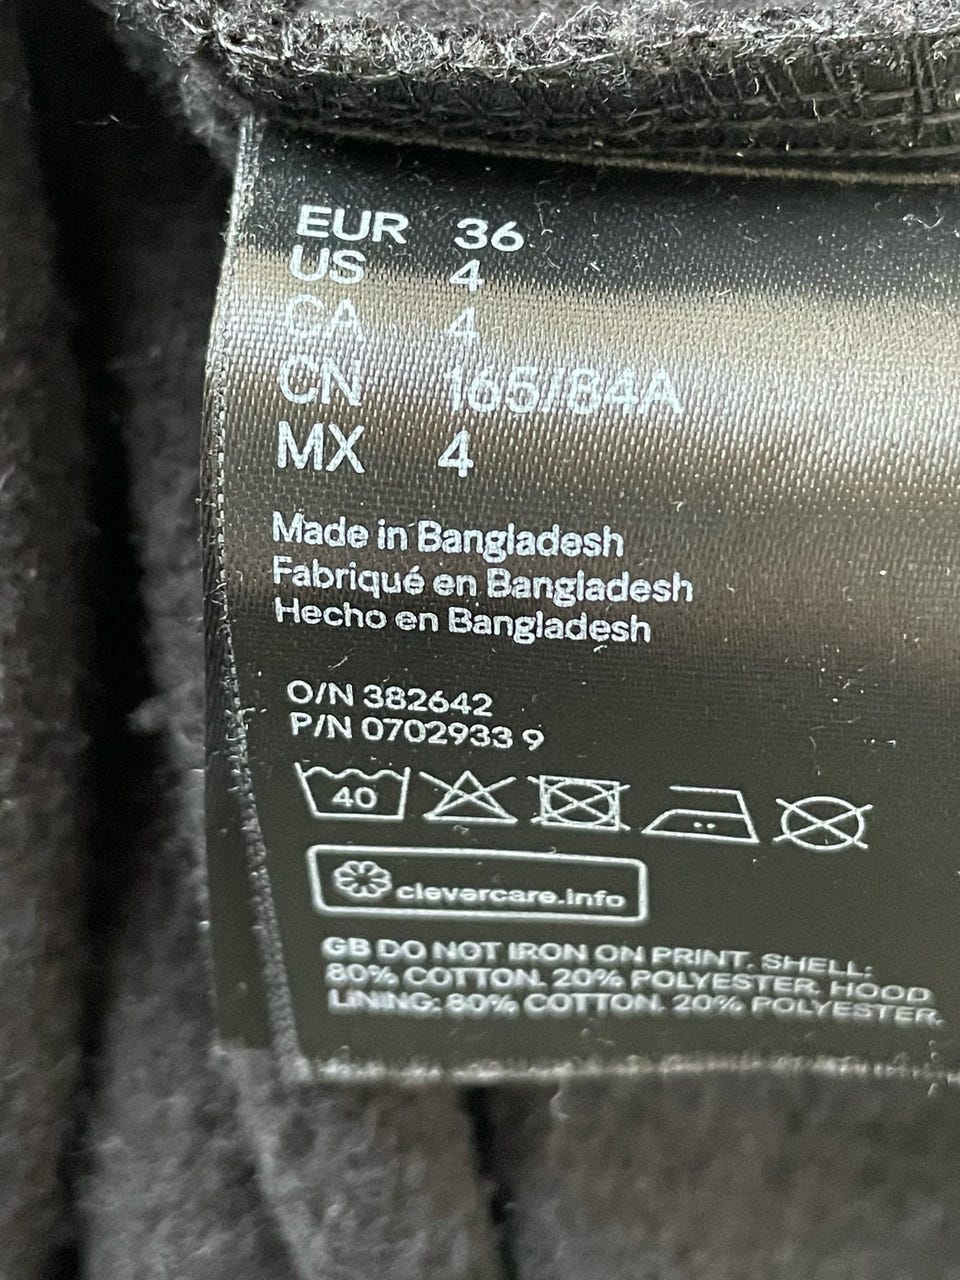 EUR 36
US 4
CA 4
CN 165/84A
MX 4
Made in Bangladesh
Fabriqué en Bangladesh
Hecho en Bangladesh
O/N 382642
P/N 0702933 9
40
clevercare.info
GB DO NOT IRON ON PRINT. SHELL:
80% COTTON. 20% POLYESTER. HOOD
LINING: 80% COTTON. 20% POLYESTER.